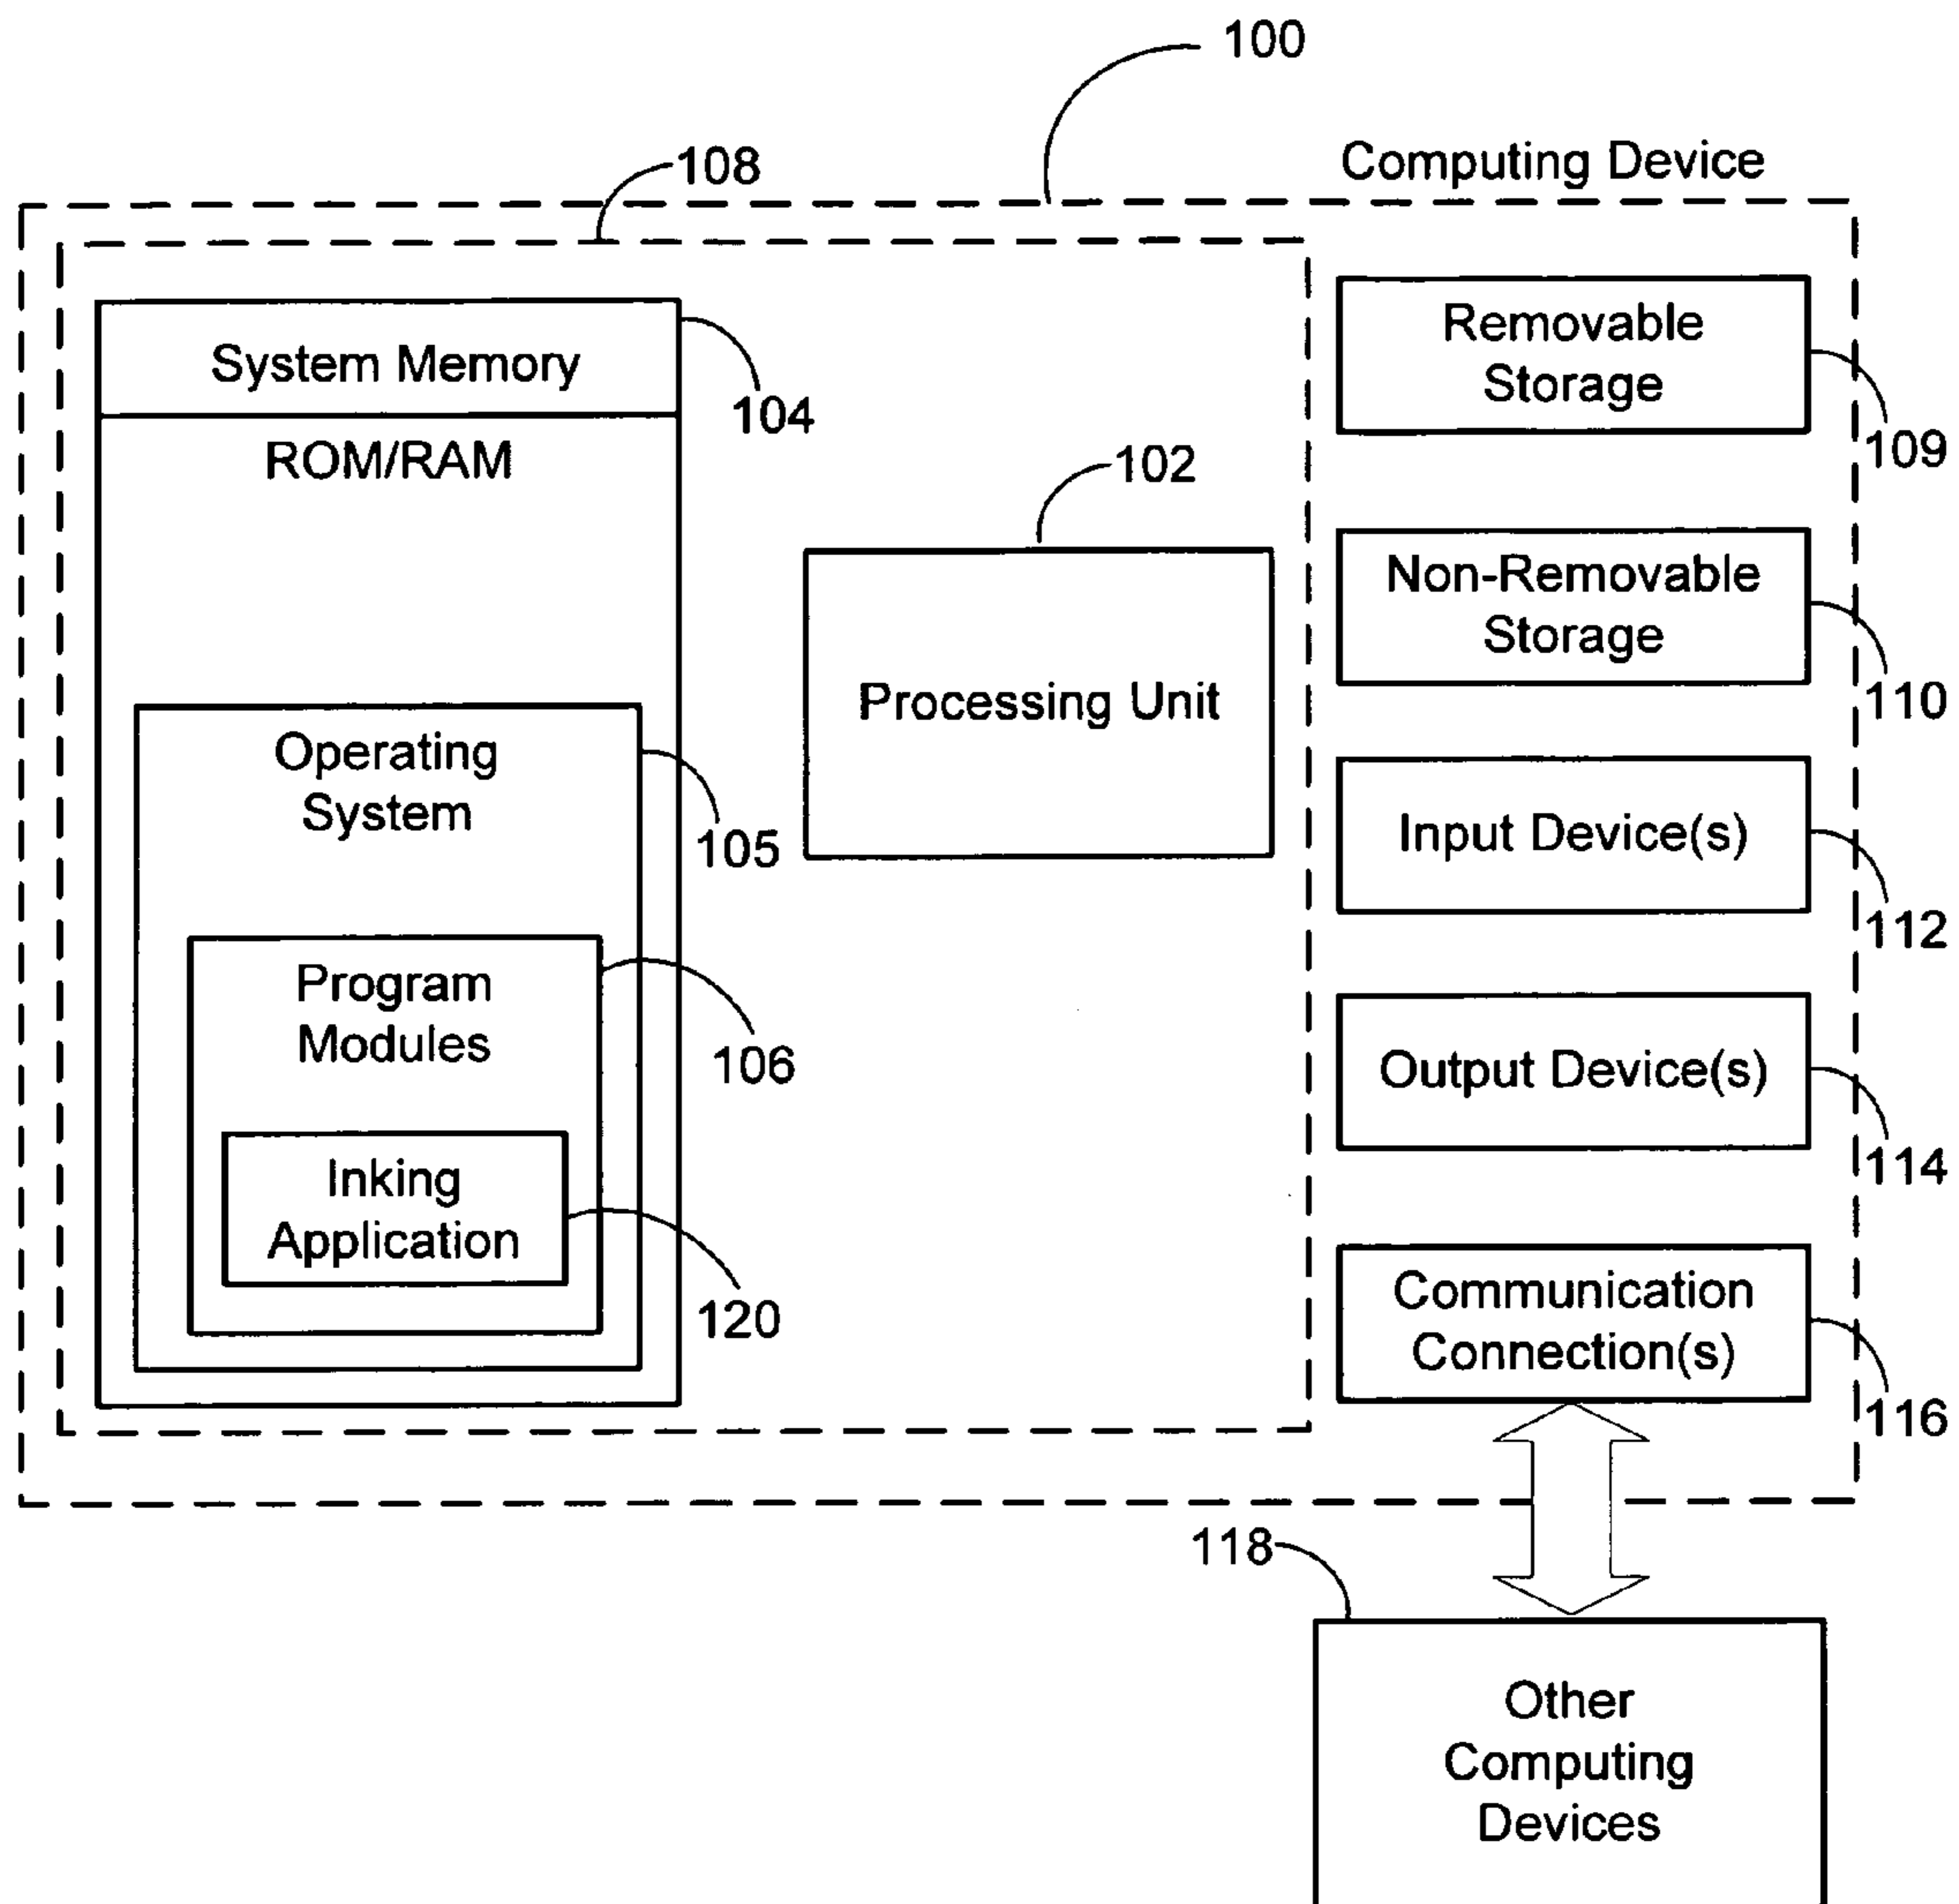 100
Computing Device
108
System Memory
104
ROM/RAM
Operating
System
105
Program
Modules
106
Inking
Application
120
102
Processing Unit
Removable
Storage
109
Non-Removable
Storage
110
Input Device(s)
112
Output Device(s)
114
Communication
Connection(s)
116
118
Other
Computing
Devices